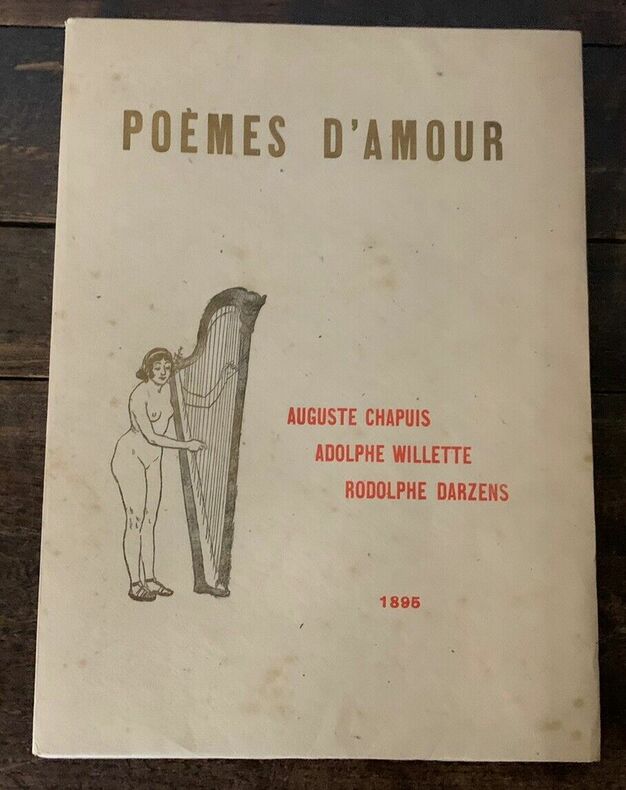 POÈMES D'AMOUR
AUGUSTE CHAPUIS
ADOLPHE WILLETTE
RODOLPHE DARZENS
1895